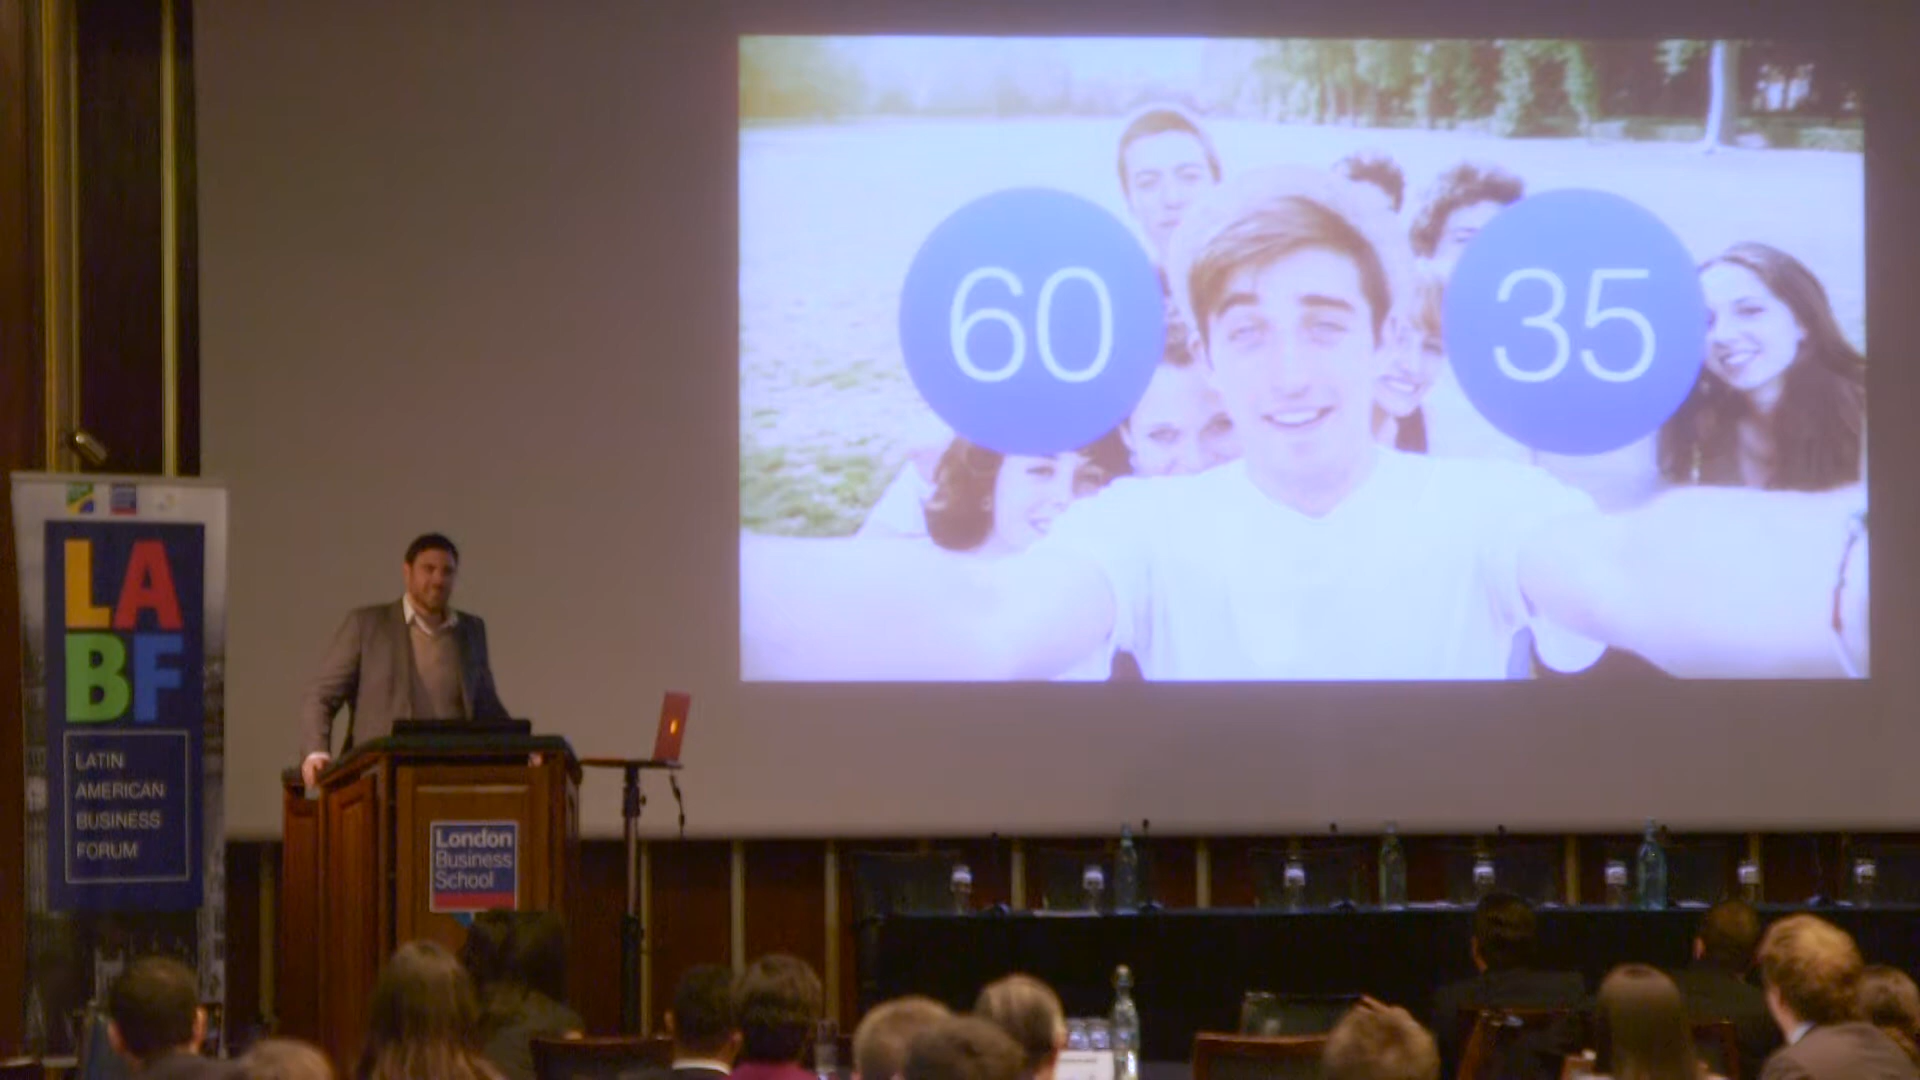 60
35
LA
BF
LATIN
AMERICAN
BUSINESS
FORUM
London
Business
School